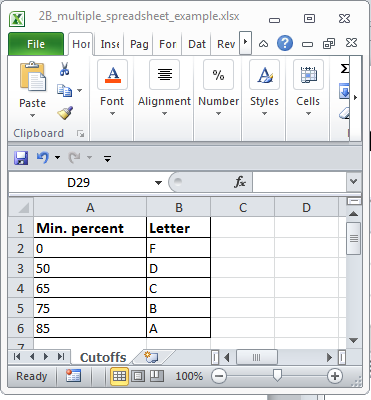 2B_multiple_spreadsheet_example.xlsx
File Hor Inse Pag For Dat Rev
Paste Font Alignment Number Styles Cells
Clipboard
D29 fx
A B C D
1 Min. percent Letter
2 0 F
3 50 D
4 65 C
5 75 B
6 85 A
7
Cutoffs
Ready 100%